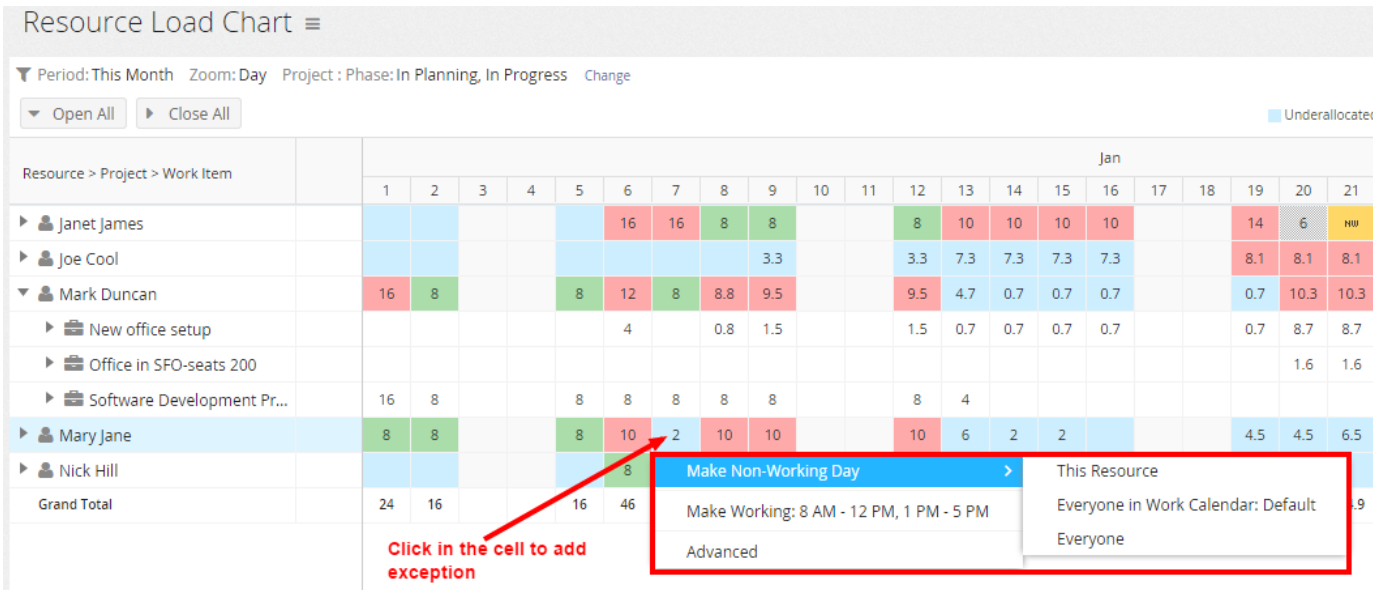 Resource Load Chart
Period: This Month Zoom: Day Project : Phase: In Planning, In Progress Change
Open All Close All
Underallocated
Resource > Project > Work Item
Jan
1 2 3 4 5 6 7 8 9 10 11 12 13 14 15 16 17 18 19 20 21
Janet James 16 16 8 8 8 10 10 10 10 14 6 NW
Joe Cool 3.3 3.3 7.3 7.3 7.3 7.3 8.1 8.1 8.1
Mark Duncan 16 8 8 12 8 8.8 9.5 9.5 4.7 0.7 0.7 0.7 0.7 10.3 10.3
New office setup 4 0.8 1.5 1.5 0.7 0.7 0.7 0.7 0.7 8.7 8.7
Office in SFO-seats 200 1.6 1.6
Software Development Pr... 16 8 8 8 8 8 8 8 4
Mary Jane 8 8 8 10 2 10 10 10 6 2 2 4.5 4.5 6.5
Nick Hill 8
Make Non-Working Day > This Resource
Grand Total 24 16 16 46
Make Working: 8 AM - 12 PM, 1 PM - 5 PM
Everyone in Work Calendar: Default
Everyone
Advanced
Click in the cell to add
exception